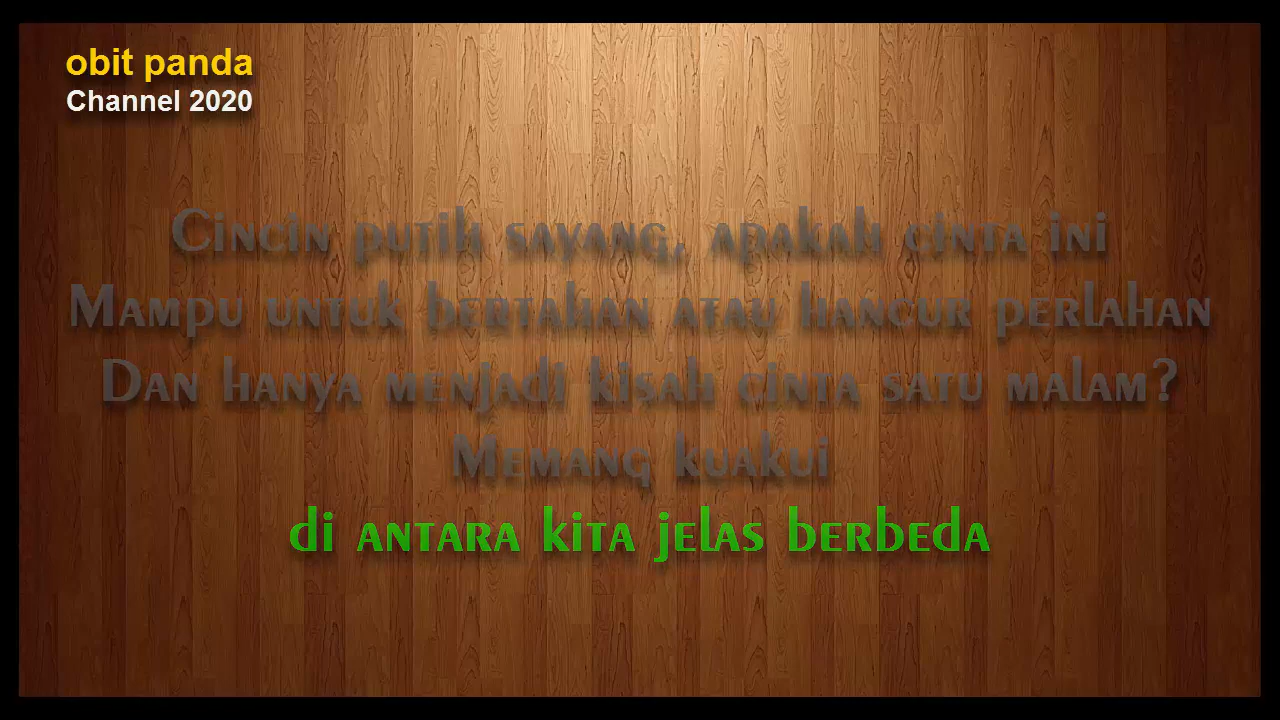 obit panda
Channel 2020
Cincin putih sayang, apakah cinta ini
Mampu untuk bertahan atau hancur perlahan
Dan hanya menjadi kisah cinta satu malam?
Memang kuakui
di antara kita jelas berbeda